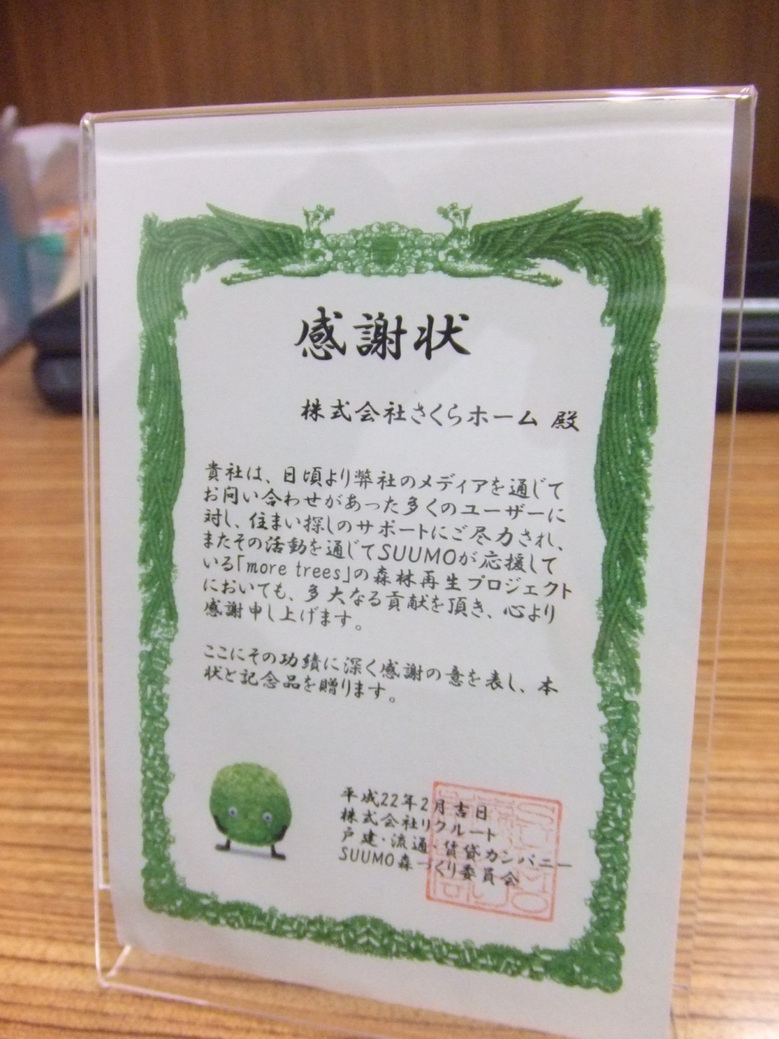 感謝状
株式会社さくらホーム 殿
貴社は、日頃より弊社のメディアを通じて
お問い合わせがあった多くのユーザーに
対し、住まい探しのサポートにご尽力され、
またその活動を通じてSUUMOが応援して
いる「more trees」の森林再生プロジェクト
においても、多大なる貢献を頂き、心より
感謝申し上げます。
ここにその功績に深く感謝の意を表し、本
状と記念品を贈ります。
平成22年2月吉日
株式会社リクルート
戸建・流通・賃貸カンパニー
SUUMO森づくり委員会